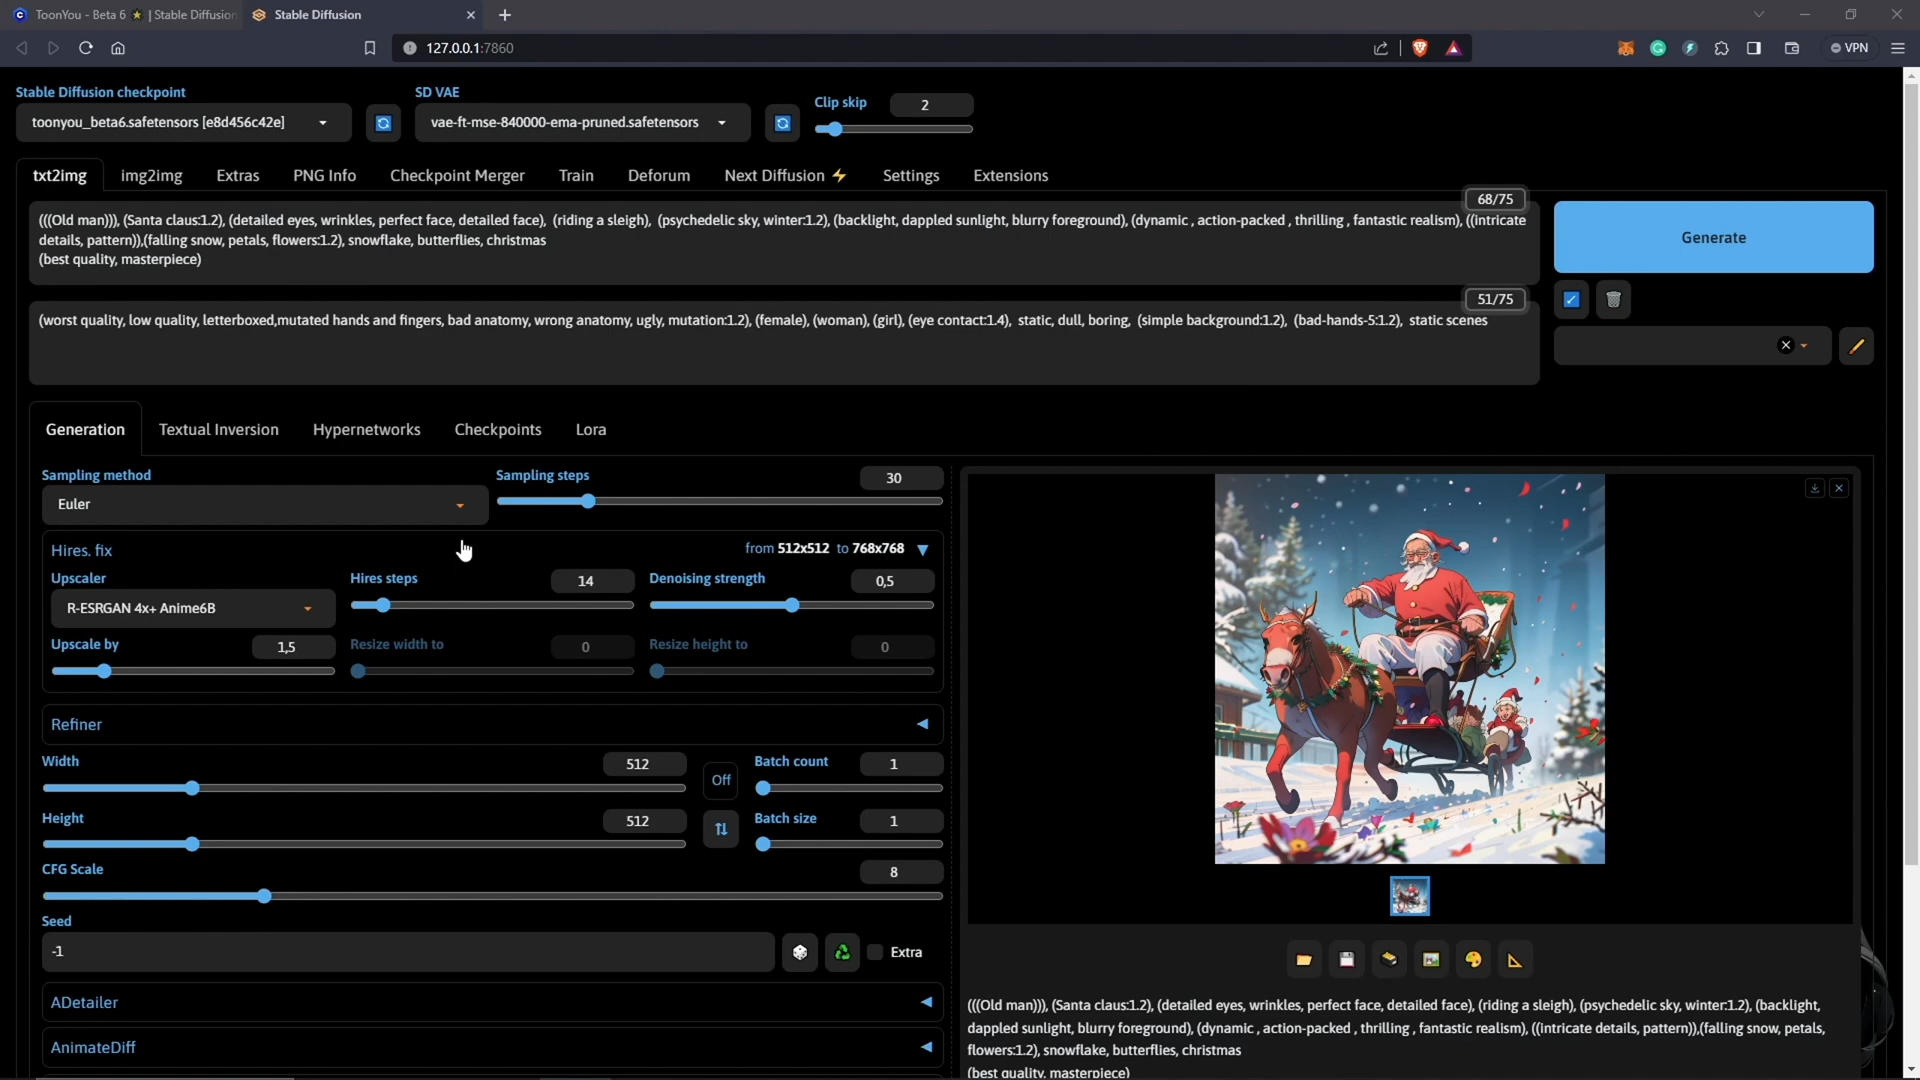 ToonYou - Beta 6 ★ | Stable Diffusion
Stable Diffusion
127.0.0.1:7860
VPN
Stable Diffusion checkpoint
SD VAE
Clip skip
2
toonyou_beta6.safetensors [e8d456c42e]
vae-ft-mse-840000-ema-pruned.safetensors
txt2img
img2img
Extras
PNG Info
Checkpoint Merger
Train
Deforum
Next Diffusion ⚡
Settings
Extensions
68/75
(((Old man))), (Santa claus:1.2), (detailed eyes, wrinkles, perfect face, detailed face), (riding a sleigh), (psychedelic sky, winter:1.2), (backlight, dappled sunlight, blurry foreground), (dynamic , action-packed , thrilling , fantastic realism), ((intricate
details, pattern)),(falling snow, petals, flowers:1.2), snowflake, butterflies, christmas
(best quality, masterpiece)
Generate
51/75
(worst quality, low quality, letterboxed,mutated hands and fingers, bad anatomy, wrong anatomy, ugly, mutation:1.2), (female), (woman), (girl), (eye contact:1.4), static, dull, boring, (simple background:1.2), (bad-hands-5:1.2), static scenes
Generation
Textual Inversion
Hypernetworks
Checkpoints
Lora
Sampling method
Sampling steps
30
Euler
Hires. fix
from 512x512 to 768x768
Upscaler
Hires steps
14
Denoising strength
0,5
R-ESRGAN 4x+ Anime6B
Upscale by
1,5
Resize width to
0
Resize height to
0
Refiner
Width
512
Off
Batch count
1
Height
512
Batch size
1
CFG Scale
8
Seed
-1
Extra
ADetailer
AnimateDiff
(((Old man))), (Santa claus:1.2), (detailed eyes, wrinkles, perfect face, detailed face), (riding a sleigh), (psychedelic sky, winter:1.2), (backlight,
dappled sunlight, blurry foreground), (dynamic , action-packed , thrilling , fantastic realism), ((intricate details, pattern)),(falling snow, petals,
flowers:1.2), snowflake, butterflies, christmas
(best quality, masterpiece)